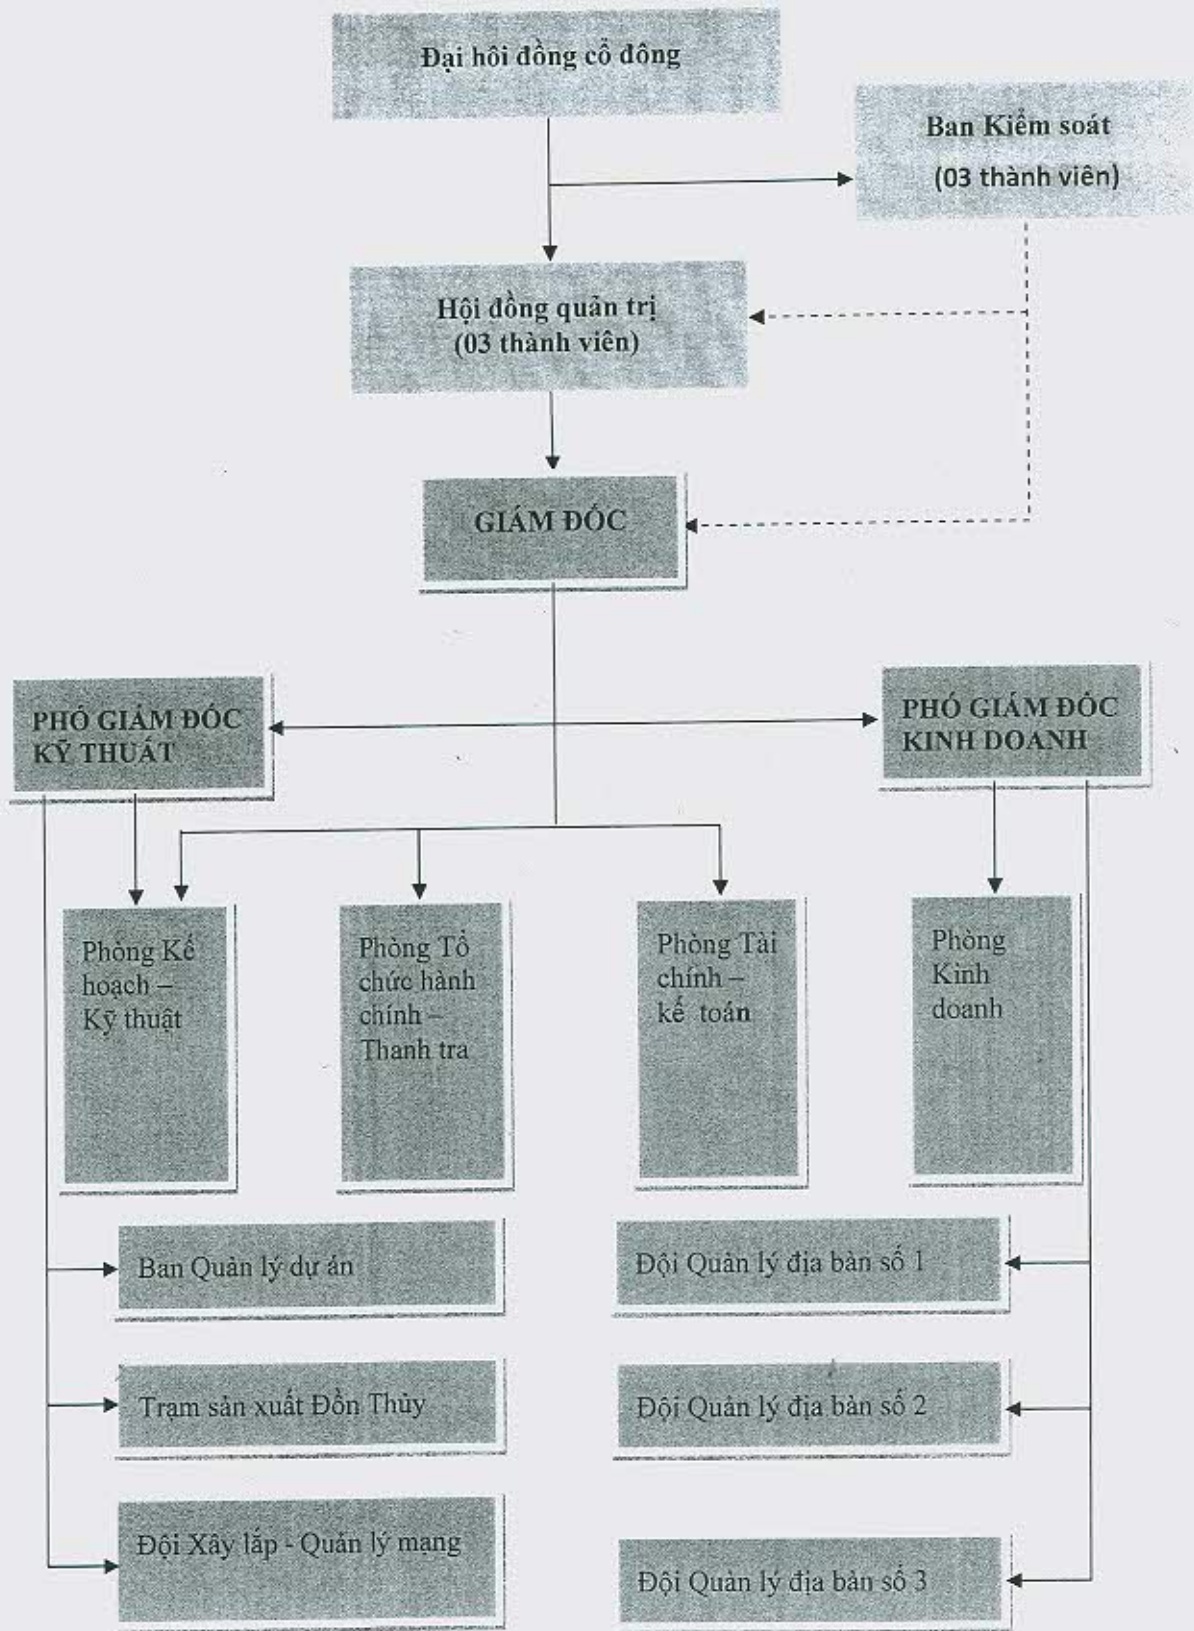 Đại hôi đồng cổ đông
Ban Kiểm soát
(03 thành viên)
Hội đồng quản trị
(03 thành viên)
GIÁM ĐỐC
PHÓ GIÁM ĐỐC
KỸ THUẬT
PHÓ GIÁM ĐỐC
KINH DOANH
Phòng Kế
hoạch –
Kỹ thuật
Phòng Tổ
chức hành
chính –
Thanh tra
Phòng Tài
chính –
kế toán
Phòng
Kinh
doanh
Ban Quản lý dự án
Đội Quản lý địa bàn số 1
Trạm sản xuất Đồn Thủy
Đội Quản lý địa bàn số 2
Đội Xây lắp - Quản lý mạng
Đội Quản lý địa bàn số 3